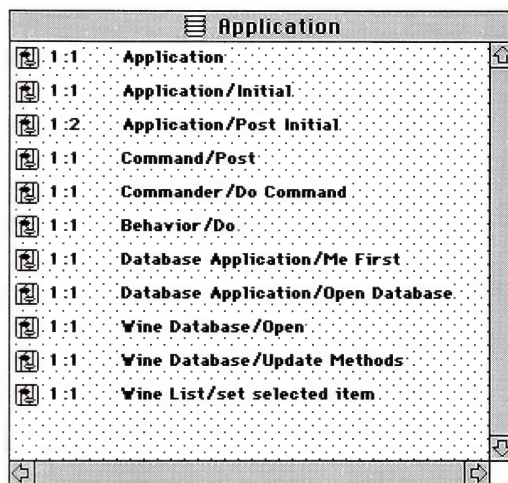 Application
1:1 Application
1:1 Application/Initial
1:2 Application/Post Initial
1:1 Command/Post
1:1 Commander/Do Command
1:1 Behavior/Do
1:1 Database Application/Me First
1:1 Database Application/Open Database
1:1 Wine Database/Open
1:1 Wine Database/Update Methods
1:1 Wine List/set selected item